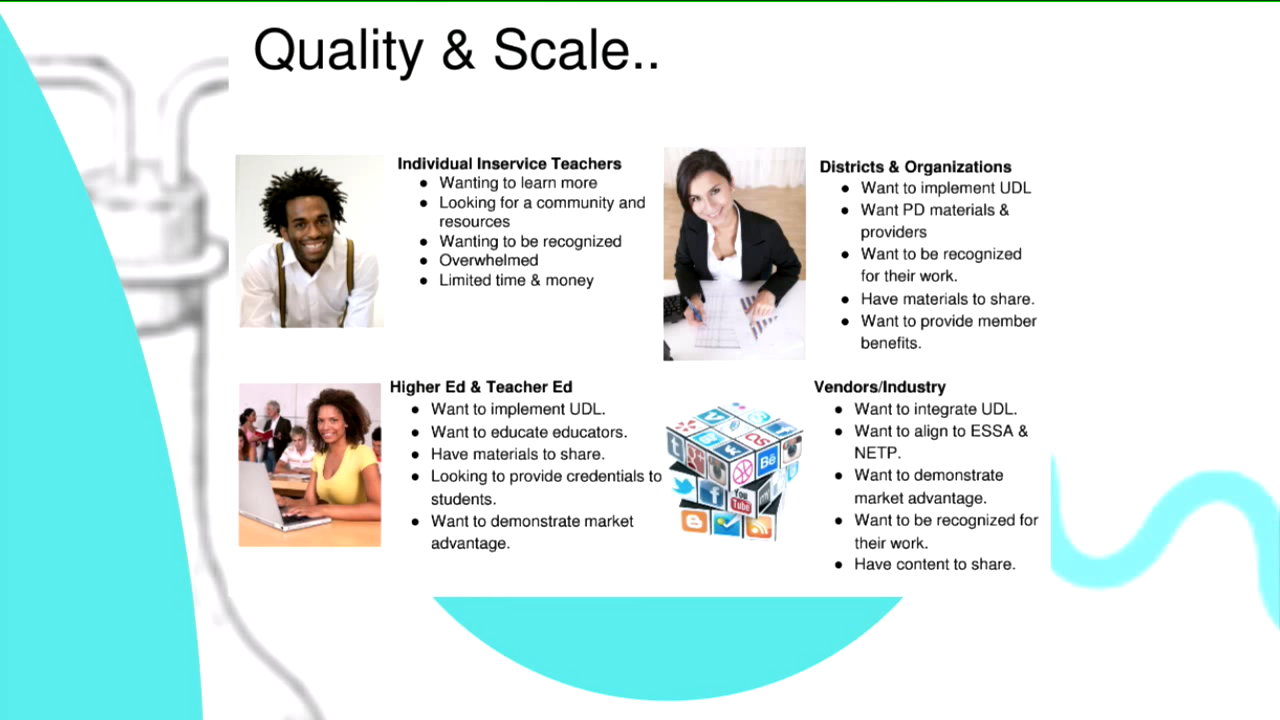 Quality & Scale..
Individual Inservice Teachers
● Wanting to learn more
● Looking for a community and
resources
● Wanting to be recognized
● Overwhelmed
● Limited time & money
Districts & Organizations
● Want to implement UDL
● Want PD materials &
providers
● Want to be recognized
for their work.
● Have materials to share.
● Want to provide member
benefits.
Higher Ed & Teacher Ed
● Want to implement UDL.
● Want to educate educators.
● Have materials to share.
● Looking to provide credentials to
students.
● Want to demonstrate market
advantage.
Vendors/Industry
● Want to integrate UDL.
● Want to align to ESSA &
NETP.
● Want to demonstrate
market advantage.
● Want to be recognized for
their work.
● Have content to share.
Bē
You
Tube